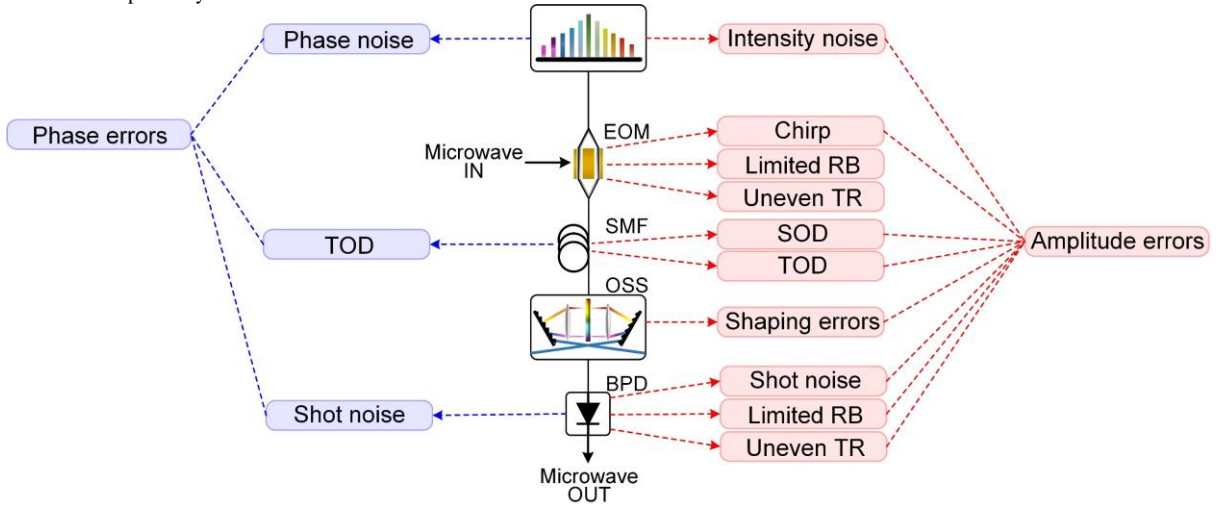 Phase noise
Intensity noise
Phase errors
EOM
Chirp
Microwave
IN
Limited RB
Uneven TR
SMF
TOD
SOD
TOD
Amplitude errors
OSS
Shaping errors
BPD
Shot noise
Shot noise
Limited RB
Uneven TR
Microwave
OUT